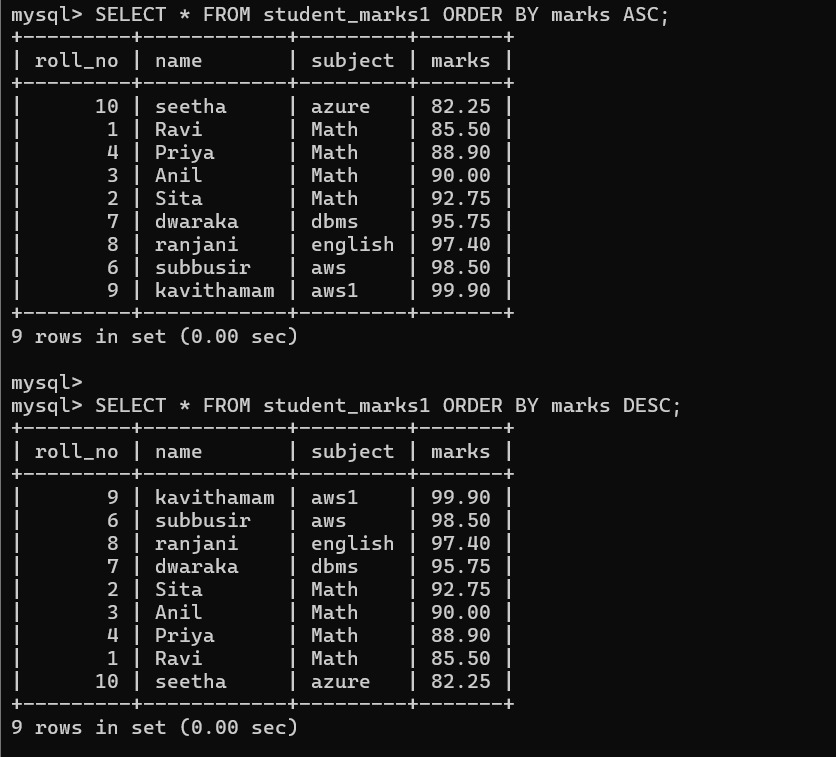 mysql> SELECT * FROM student_marks1 ORDER BY marks ASC;
+---------+------------+---------+-------+
| roll_no | name       | subject | marks |
+---------+------------+---------+-------+
|      10 | seetha     | azure   | 82.25 |
|       1 | Ravi       | Math    | 85.50 |
|       4 | Priya      | Math    | 88.90 |
|       3 | Anil       | Math    | 90.00 |
|       2 | Sita       | Math    | 92.75 |
|       7 | dwaraka    | dbms    | 95.75 |
|       8 | ranjani    | english | 97.40 |
|       6 | subbusir   | aws     | 98.50 |
|       9 | kavithamam | aws1    | 99.90 |
+---------+------------+---------+-------+
9 rows in set (0.00 sec)

mysql>
mysql> SELECT * FROM student_marks1 ORDER BY marks DESC;
+---------+------------+---------+-------+
| roll_no | name       | subject | marks |
+---------+------------+---------+-------+
|       9 | kavithamam | aws1    | 99.90 |
|       6 | subbusir   | aws     | 98.50 |
|       8 | ranjani    | english | 97.40 |
|       7 | dwaraka    | dbms    | 95.75 |
|       2 | Sita       | Math    | 92.75 |
|       3 | Anil       | Math    | 90.00 |
|       4 | Priya      | Math    | 88.90 |
|       1 | Ravi       | Math    | 85.50 |
|      10 | seetha     | azure   | 82.25 |
+---------+------------+---------+-------+
9 rows in set (0.00 sec)